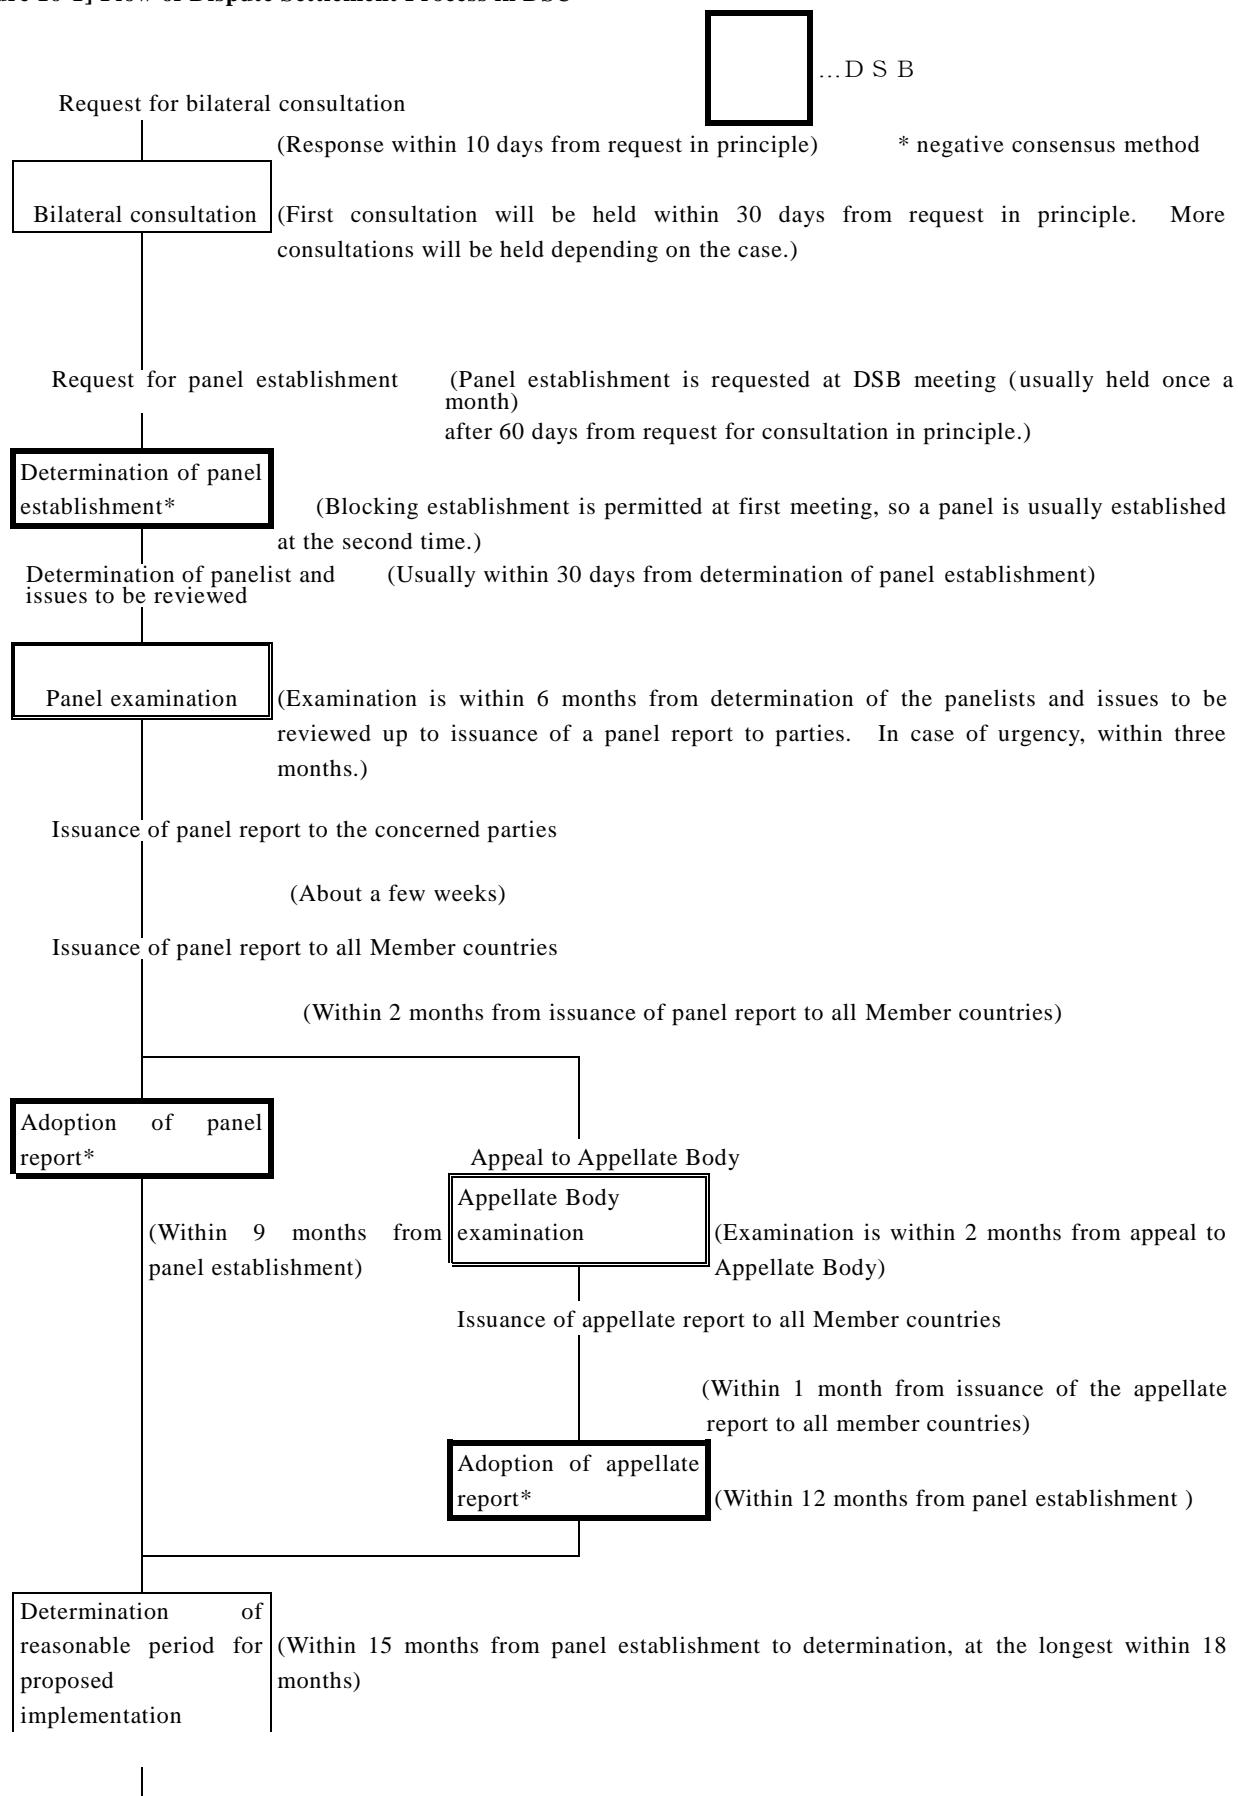 Flow of Dispute Settlement Process in DSU
...D S B
Request for bilateral consultation
(Response within 10 days from request in principle)
* negative consensus method
Bilateral consultation
(First consultation will be held within 30 days from request in principle. More
consultations will be held depending on the case.)
Request for panel establishment
(Panel establishment is requested at DSB meeting (usually held once a
month)
after 60 days from request for consultation in principle.)
Determination of panel
establishment*
(Blocking establishment is permitted at first meeting, so a panel is usually established
at the second time.)
Determination of panelist and
issues to be reviewed
(Usually within 30 days from determination of panel establishment)
Panel examination
(Examination is within 6 months from determination of the panelists and issues to be
reviewed up to issuance of a panel report to parties. In case of urgency, within three
months.)
Issuance of panel report to the concerned parties
(About a few weeks)
Issuance of panel report to all Member countries
(Within 2 months from issuance of panel report to all Member countries)
Adoption of panel
report*
Appeal to Appellate Body
Appellate Body
examination
(Within 9 months from
panel establishment)
(Examination is within 2 months from appeal to
Appellate Body)
Issuance of appellate report to all Member countries
(Within 1 month from issuance of the appellate
report to all member countries)
Adoption of appellate
report*
(Within 12 months from panel establishment )
Determination of
reasonable period for
proposed
implementation
(Within 15 months from panel establishment to determination, at the longest within 18
months)